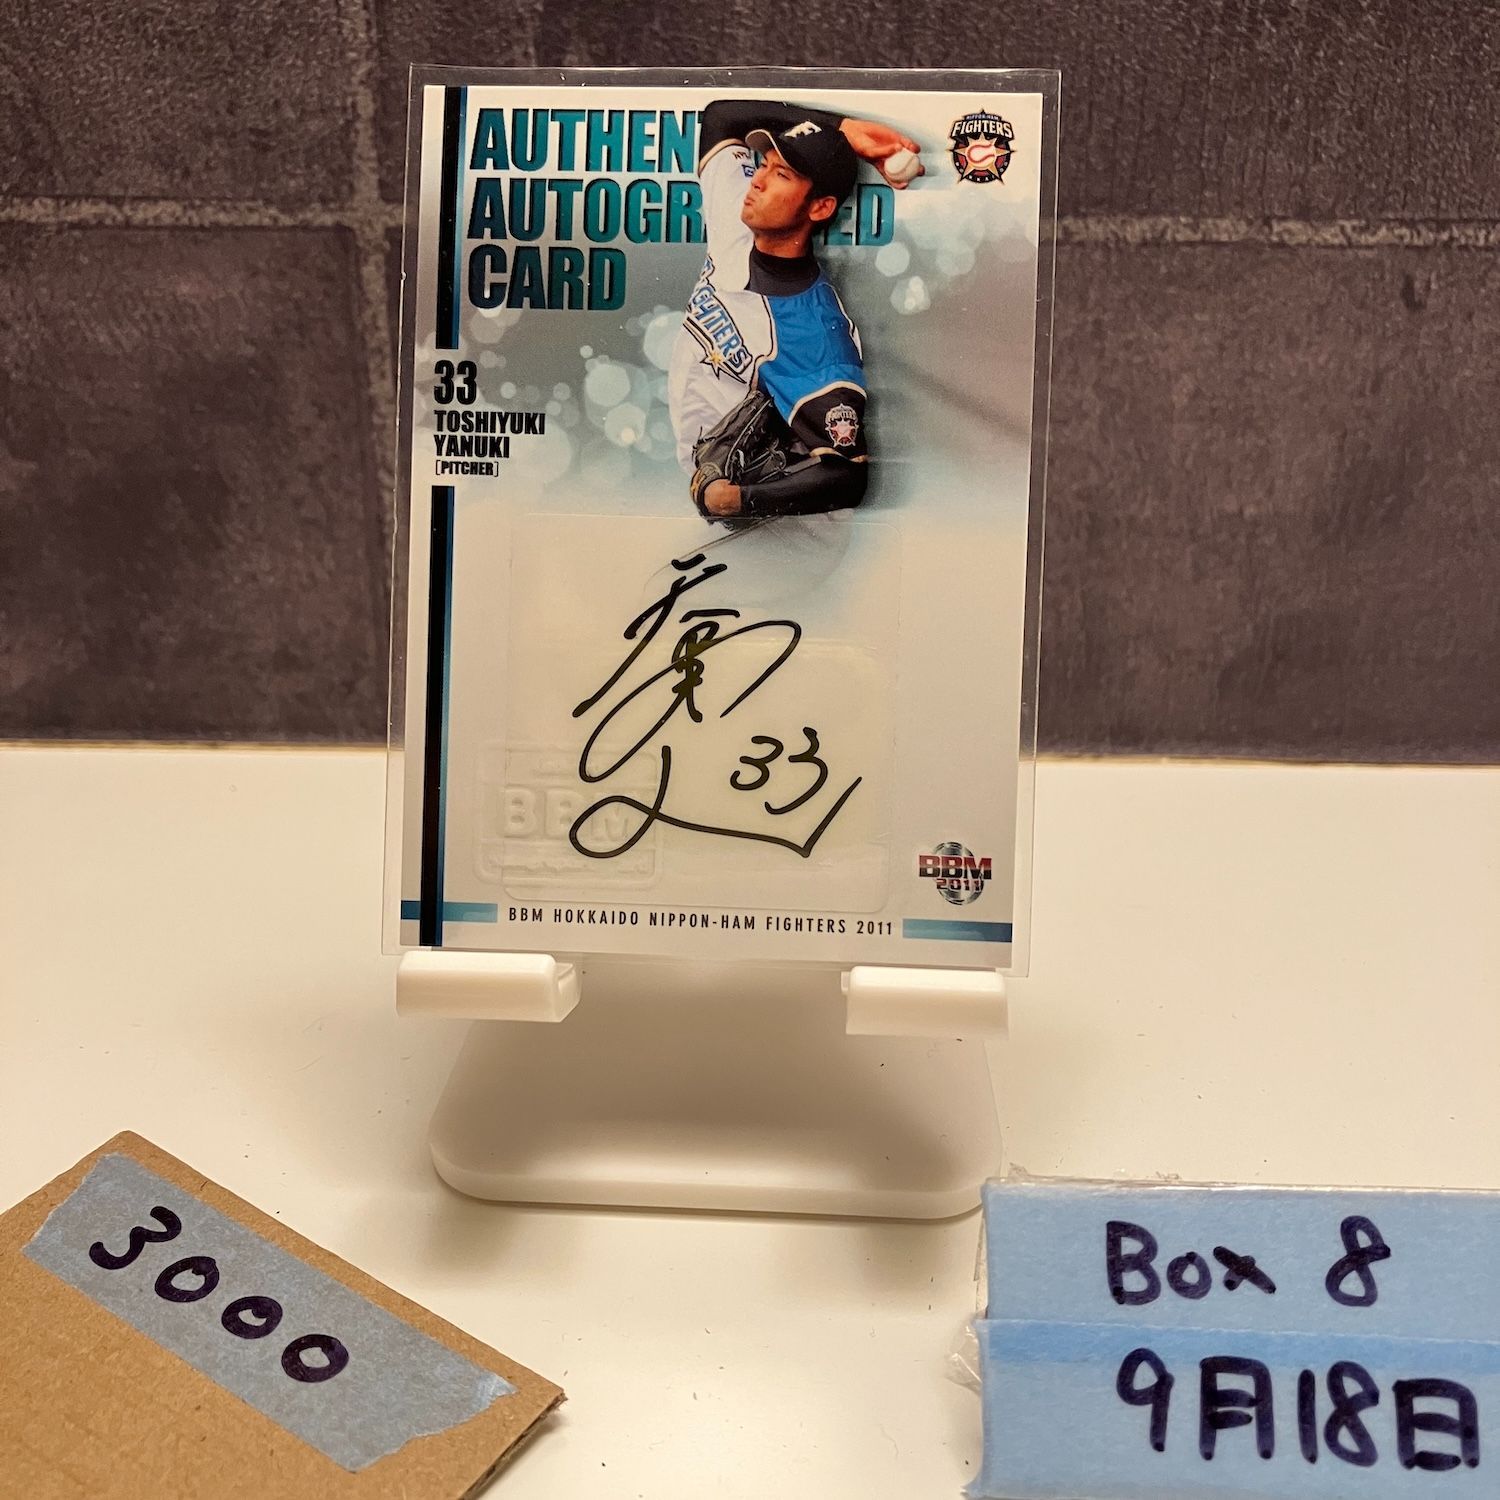 AUTHENT
AUTOGR ED
CARD
NIPPON-HAM
FIGHTERS
F
FIGHTERS
33
TOSHIYUKI
YANUKI
[PITCHER]
33
BBM
BBM
2011
BBM HOKKAIDO NIPPON-HAM FIGHTERS 2011
3000
Box 8
9月18日